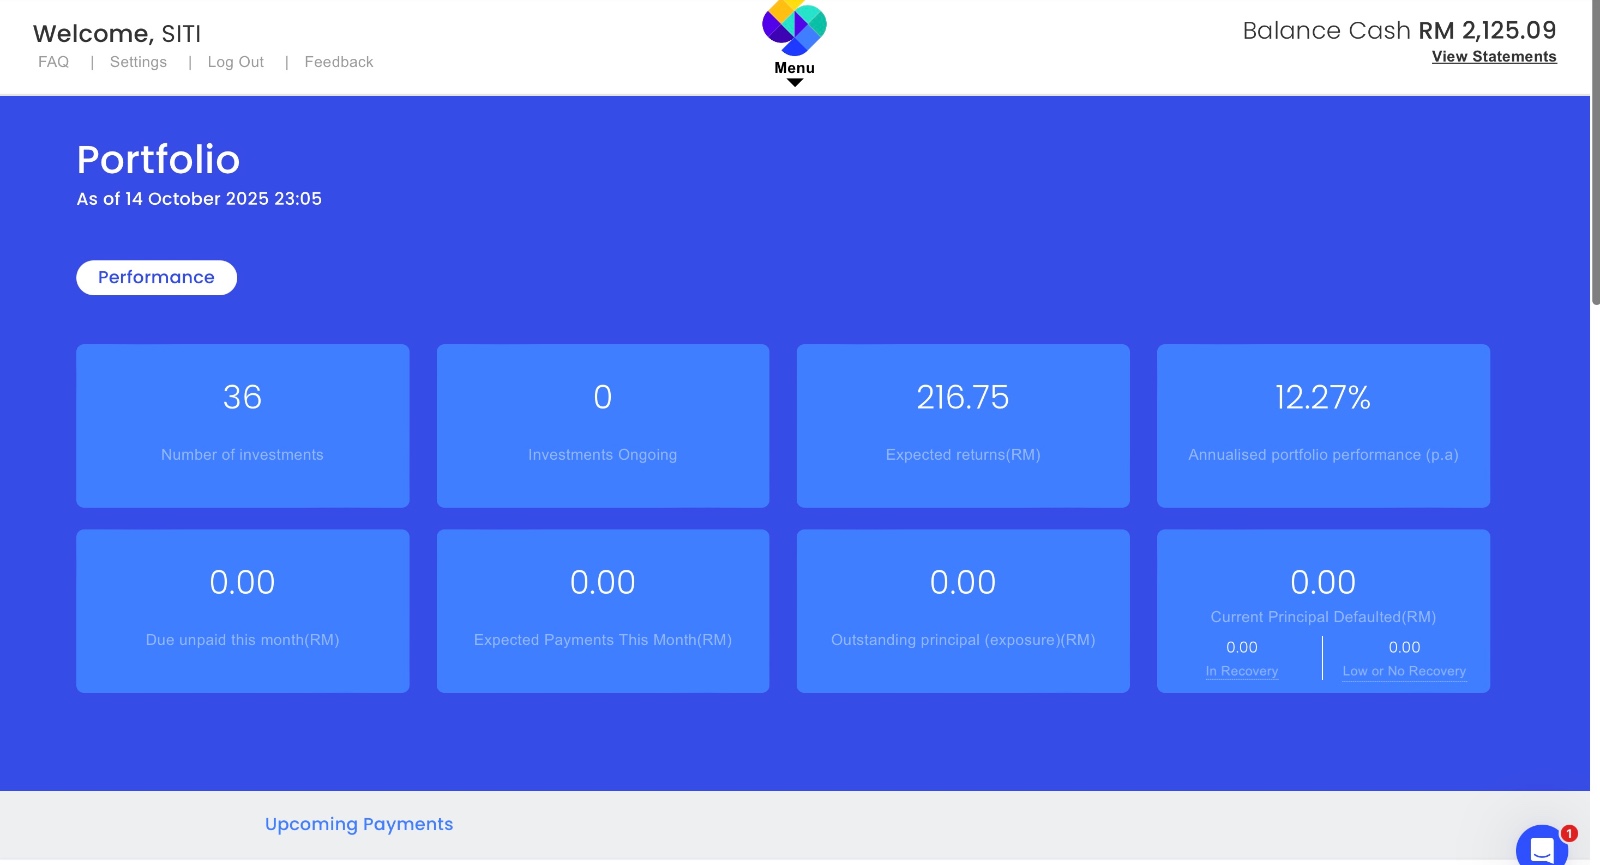 Welcome, SITI
FAQ | Settings | Log Out | Feedback
Menu
Balance Cash RM 2,125.09
View Statements
Portfolio
As of 14 October 2025 23:05
Performance
36
Number of investments
0
Investments Ongoing
216.75
Expected returns(RM)
12.27%
Annualised portfolio performance (p.a)
0.00
Due unpaid this month(RM)
0.00
Expected Payments This Month(RM)
0.00
Outstanding principal (exposure)(RM)
0.00
Current Principal Defaulted(RM)
0.00
In Recovery
0.00
Low or No Recovery
Upcoming Payments
1